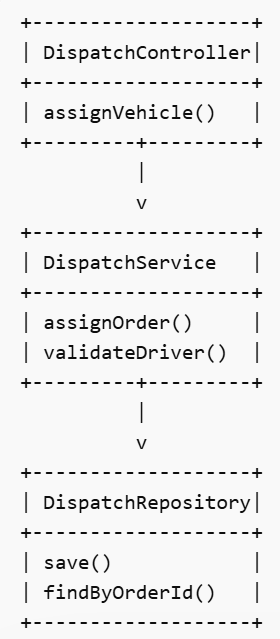 +-------------------+
| DispatchController|
+-------------------+
| assignVehicle()   |
+---------+---------+
          |
          v
+-------------------+
| DispatchService   |
+-------------------+
| assignOrder()     |
| validateDriver()  |
+---------+---------+
          |
          v
+-------------------+
| DispatchRepository|
+-------------------+
| save()            |
| findByOrderId()   |
+-------------------+